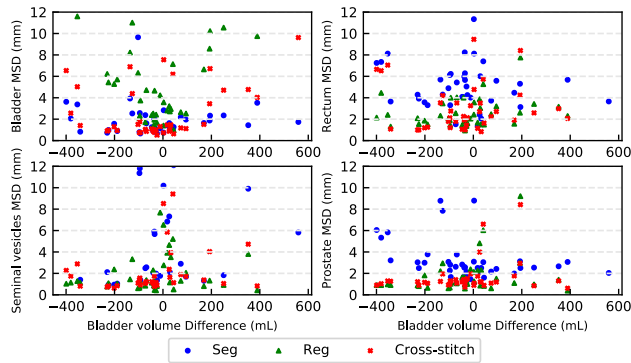 12
10
8
6
4
2
0
Bladder MSD (mm)
−400 −200 0 200 400 600
12
10
8
6
4
2
0
Rectum MSD (mm)
−400 −200 0 200 400 600
12
10
8
6
4
2
0
Seminal vesicles MSD (mm)
−400 −200 0 200 400 600
Bladder volume Difference (mL)
12
10
8
6
4
2
0
Prostate MSD (mm)
−400 −200 0 200 400 600
Bladder volume Difference (mL)
Seg Reg Cross-stitch